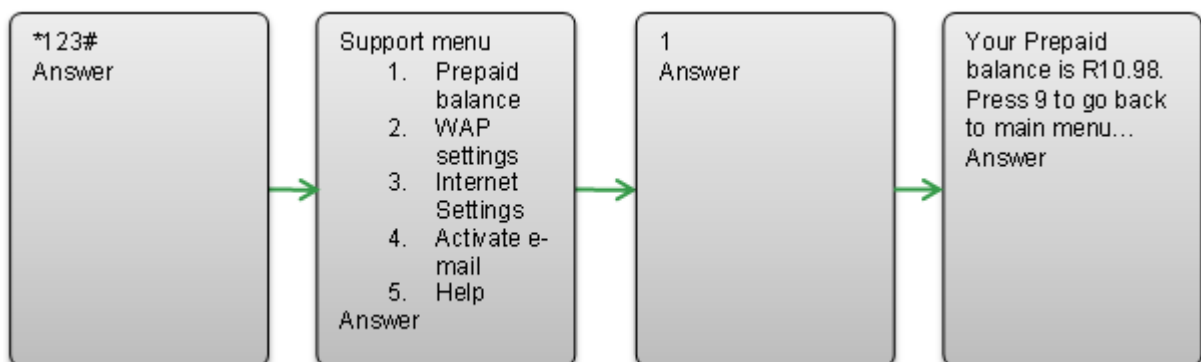 *123#
Answer
Support menu
1. Prepaid
balance
2. WAP
settings
3. Internet
Settings
4. Activate e-
mail
5. Help
Answer
1
Answer
Your Prepaid
balance is R10.98.
Press 9 to go back
to main menu...
Answer